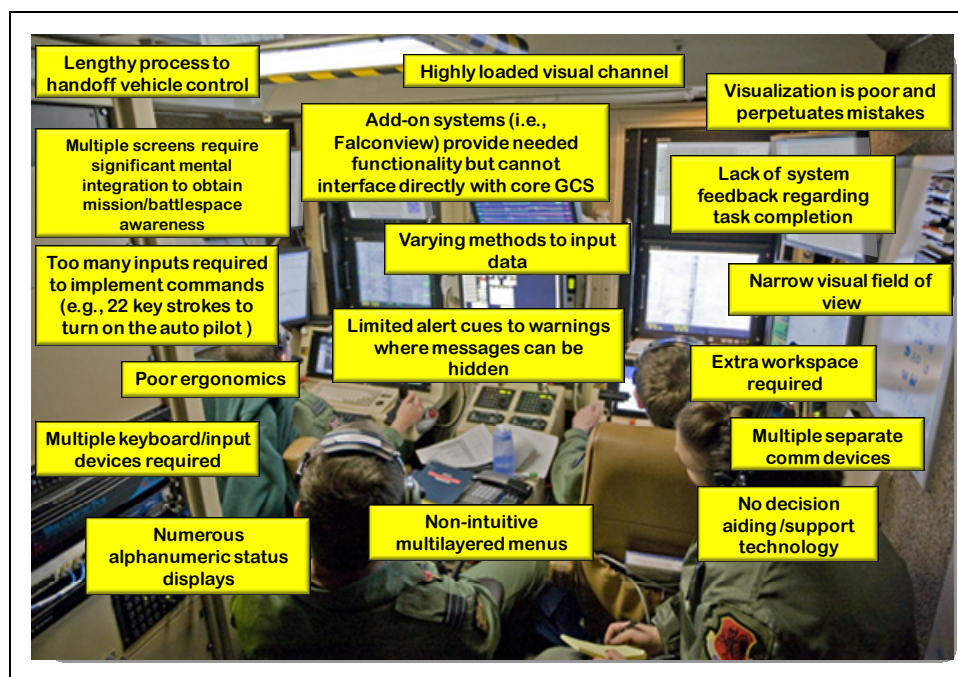 Lengthy process to
handoff vehicle control
Highly loaded visual channel
Visualization is poor and
perpetuates mistakes
Add-on systems (i.e.,
Falconview) provide needed
functionality but cannot
interface directly with core GCS
Multiple screens require
significant mental
integration to obtain
mission/battlespace
awareness
Lack of system
feedback regarding
task completion
Varying methods to input
data
Too many inputs required
to implement commands
(e.g., 22 key strokes to
turn on the auto pilot )
Narrow visual field of
view
Limited alert cues to warnings
where messages can be
hidden
Poor ergonomics
Extra workspace
required
Multiple keyboard/input
devices required
Multiple separate
comm devices
Numerous
alphanumeric status
displays
Non-intuitive
multilayered menus
No decision
aiding /support
technology